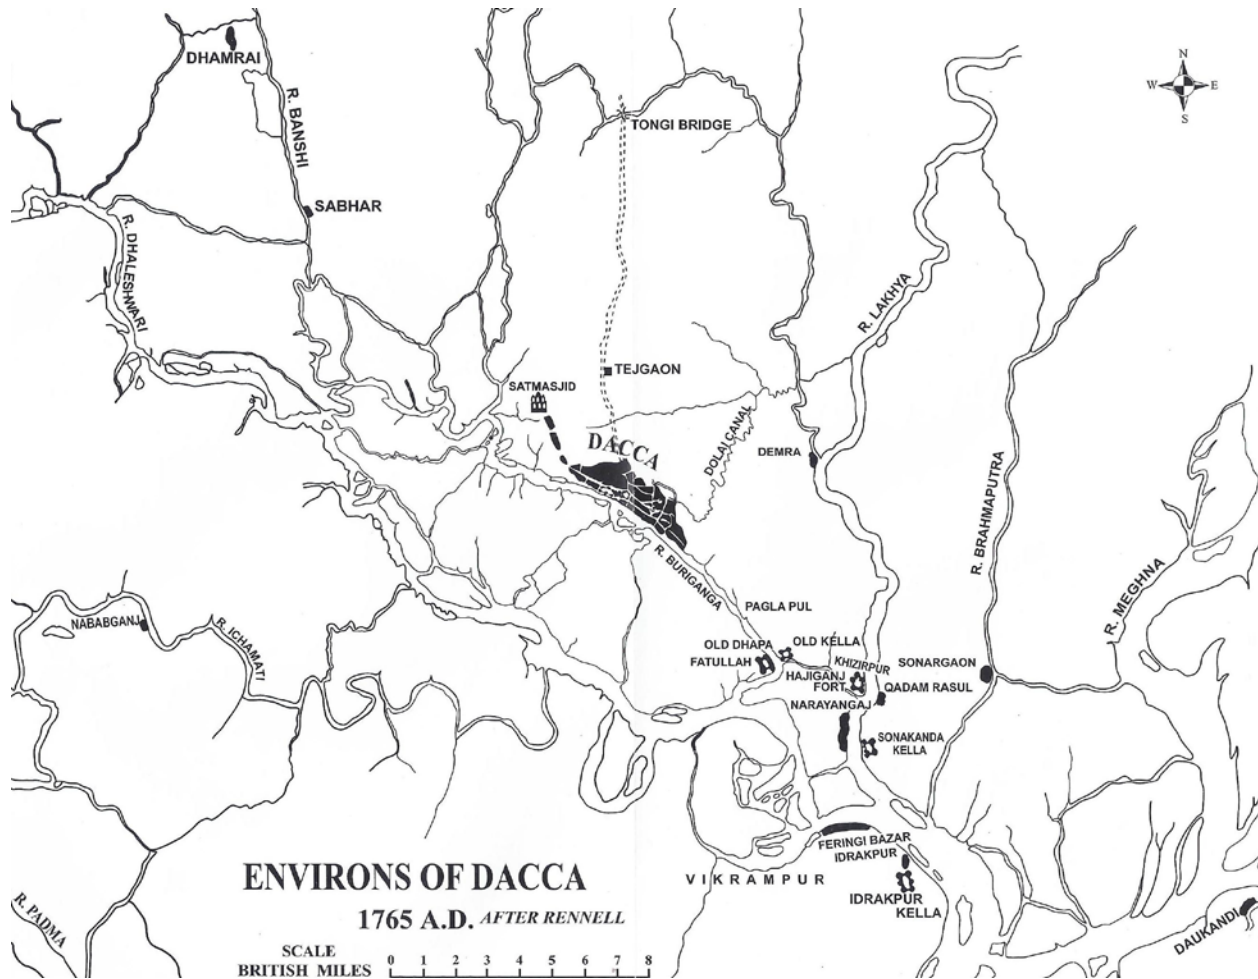 DHAMRAI
R. BANSHI
N
W
E
S
TONGI BRIDGE
SABHAR
R. DHALESHWARI
R. LAKHYA
TEJGAON
SATMASJID
DACCA
DOLAI CANAL
DEMRA
R. BRAHMAPUTRA
R. BURIGANGA
R. MEGHNA
NABABGANJ
R. ICHAMATI
PAGLA PUL
OLD DHAPA
FATULLAH
OLD KELLA
KHIZIRPUR
HAJIGANJ
FORT
SONARGAON
QADAM RASUL
NARAYANGAJ
SONAKANDA
KELLA
FERINGI BAZAR
IDRAKPUR
VIKRAMPUR
IDRAKPUR
KELLA
DAUKANDI
R. PADMA
ENVIRONS OF DACCA
1765 A.D. AFTER RENNELL
SCALE
BRITISH MILES
0 1 2 3 4 5 6 7 8